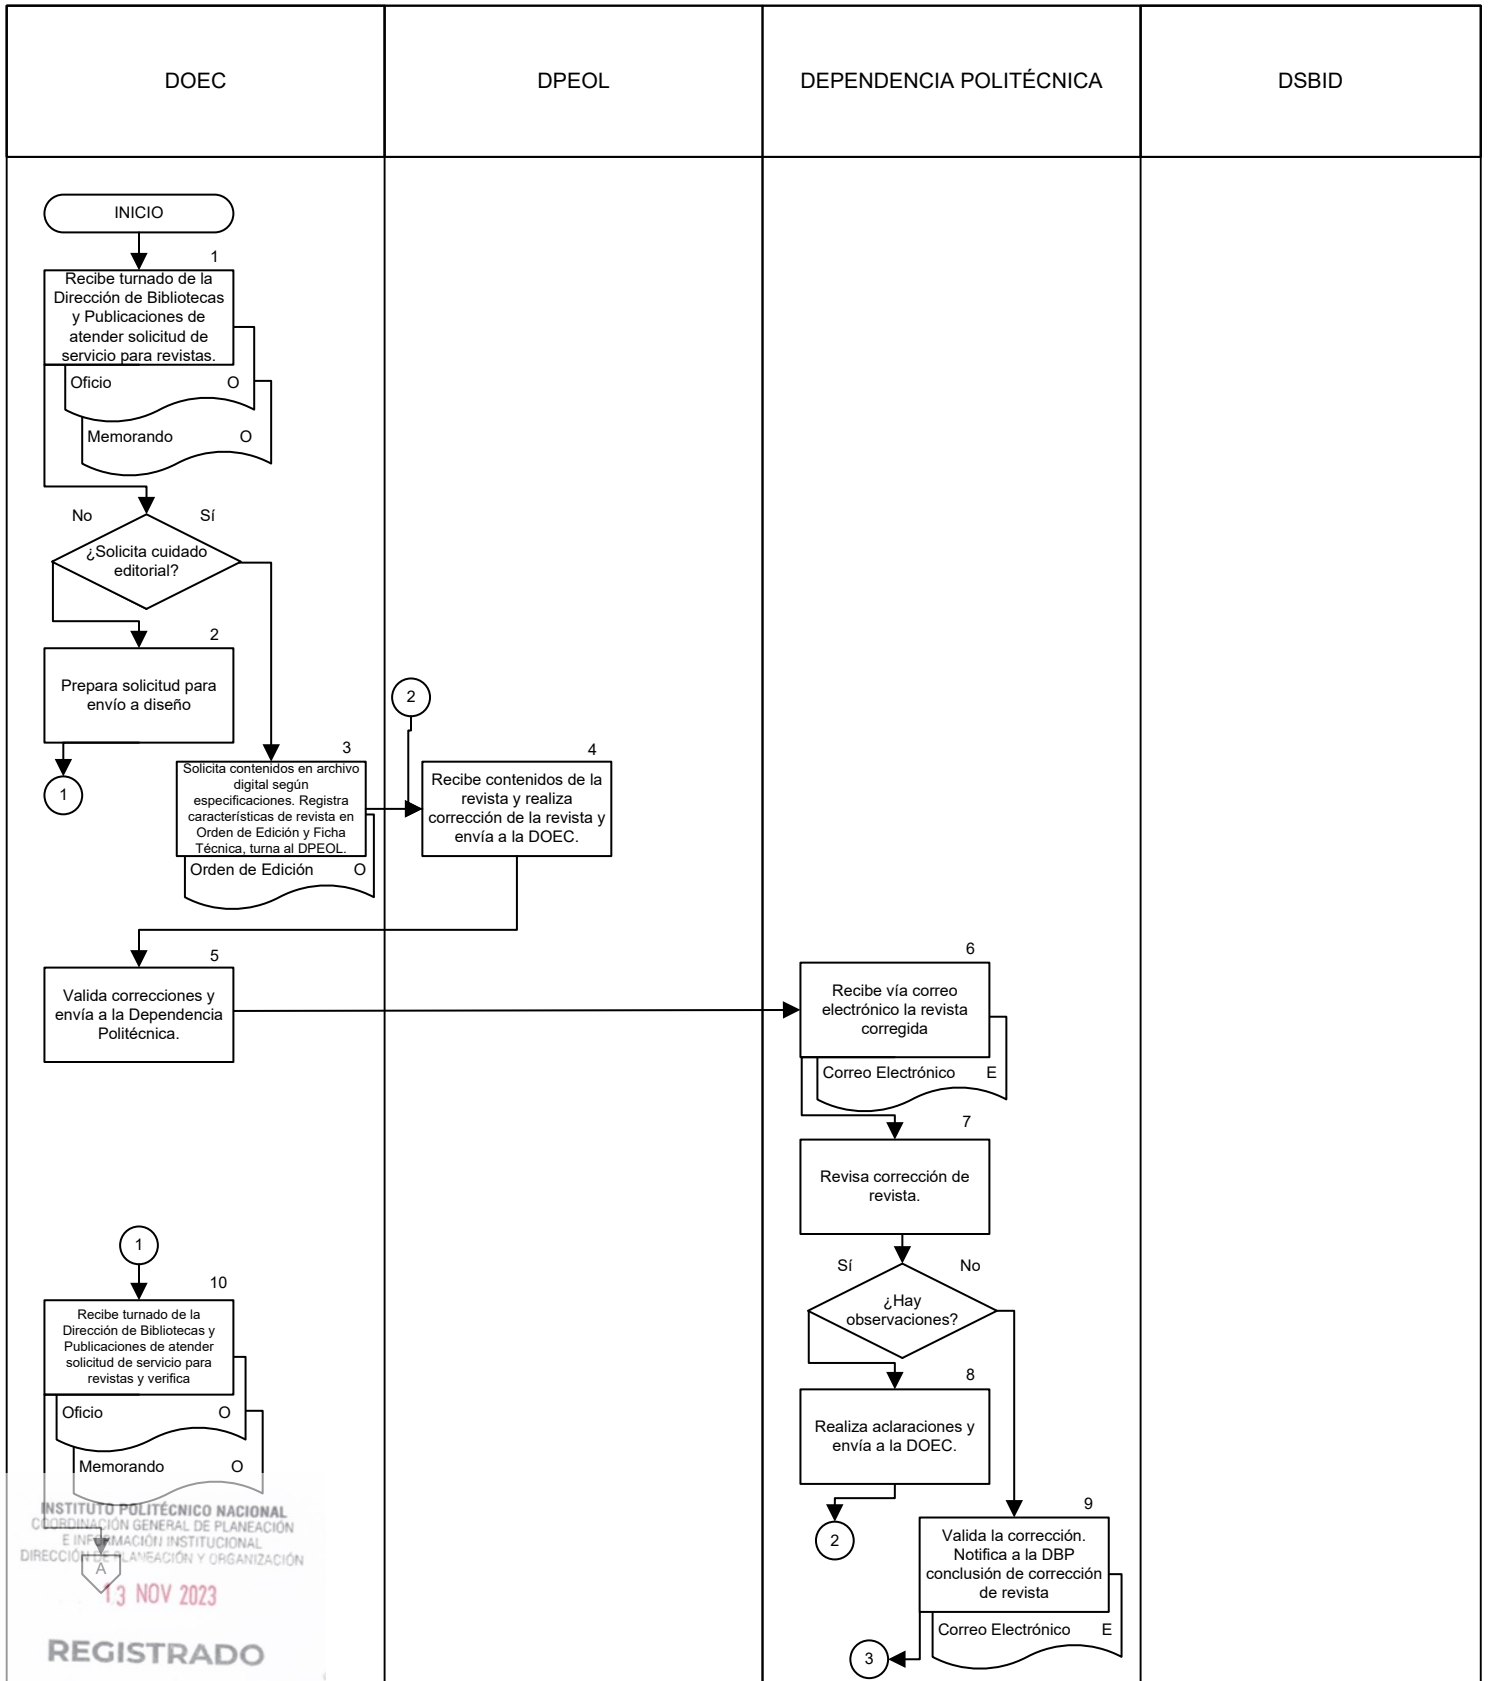 DOEC
DPEOL
DEPENDENCIA POLITÉCNICA
DSBID
INICIO
1
Recibe turnado de la
Dirección de Bibliotecas
y Publicaciones de
atender solicitud de
servicio para revistas.
Oficio O
Memorando O
No Sí
¿Solicita cuidado
editorial?
2
Prepara solicitud para
envío a diseño
1
3
Solicita contenidos en archivo
digital según
especificaciones. Registra
características de revista en
Orden de Edición y Ficha
Técnica, turna al DPEOL.
Orden de Edición O
2
4
Recibe contenidos de la
revista y realiza
corrección de la revista y
envía a la DOEC.
5
Valida correcciones y
envía a la Dependencia
Politécnica.
6
Recibe vía correo
electrónico la revista
corregida
Correo Electrónico E
7
Revisa corrección de
revista.
Sí No
¿Hay
observaciones?
8
Realiza aclaraciones y
envía a la DOEC.
2
9
Valida la corrección.
Notifica a la DBP
conclusión de corrección
de revista
Correo Electrónico E
3
1
10
Recibe turnado de la
Dirección de Bibliotecas y
Publicaciones de atender
solicitud de servicio para
revistas y verifica
Oficio O
Memorando O
A
INSTITUTO POLITÉCNICO NACIONAL
COORDINACIÓN GENERAL DE PLANEACIÓN
E INFORMACIÓN INSTITUCIONAL
DIRECCIÓN DE PLANEACIÓN Y ORGANIZACIÓN
13 NOV 2023
REGISTRADO